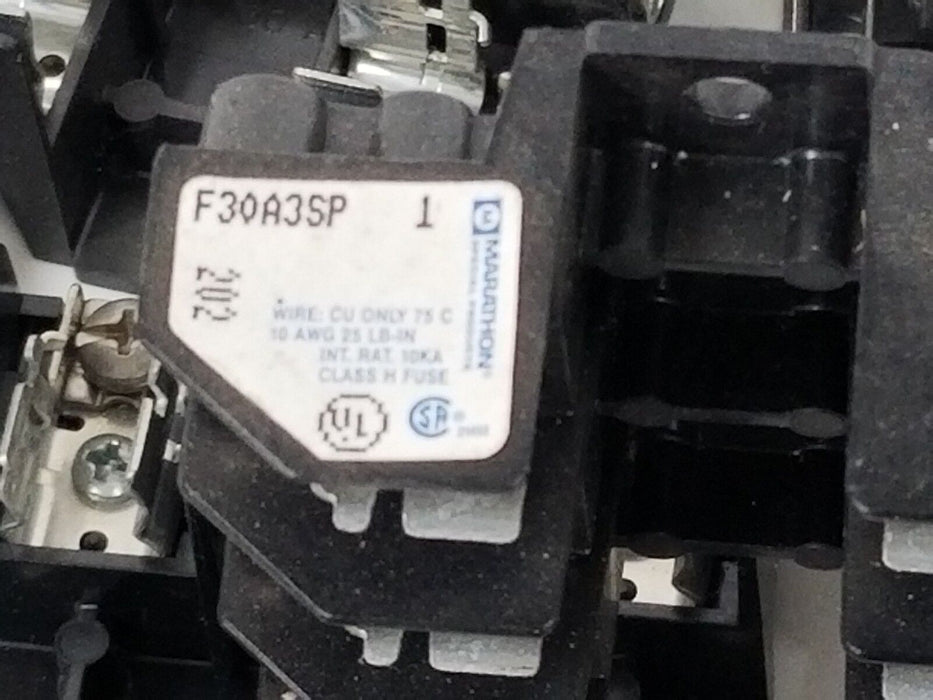 F30A3SP 1
202
WIRE: CU ONLY 75 C
10 AWG 25 LB-IN
INT. RAT. 10KA
CLASS H FUSE
UL
SA
M MARATHON®
SPECIAL PRODUCTS